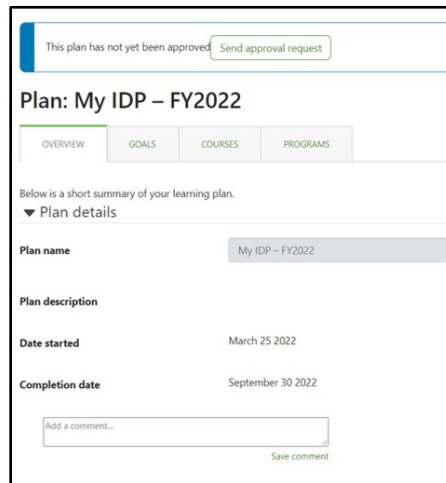 This plan has not yet been approved Send approval request
Plan: My IDP – FY2022
OVERVIEW GOALS COURSES PROGRAMS
Below is a short summary of your learning plan.
Plan details
Plan name My IDP – FY2022
Plan description
Date started March 25 2022
Completion date September 30 2022
Add a comment...
Save comment